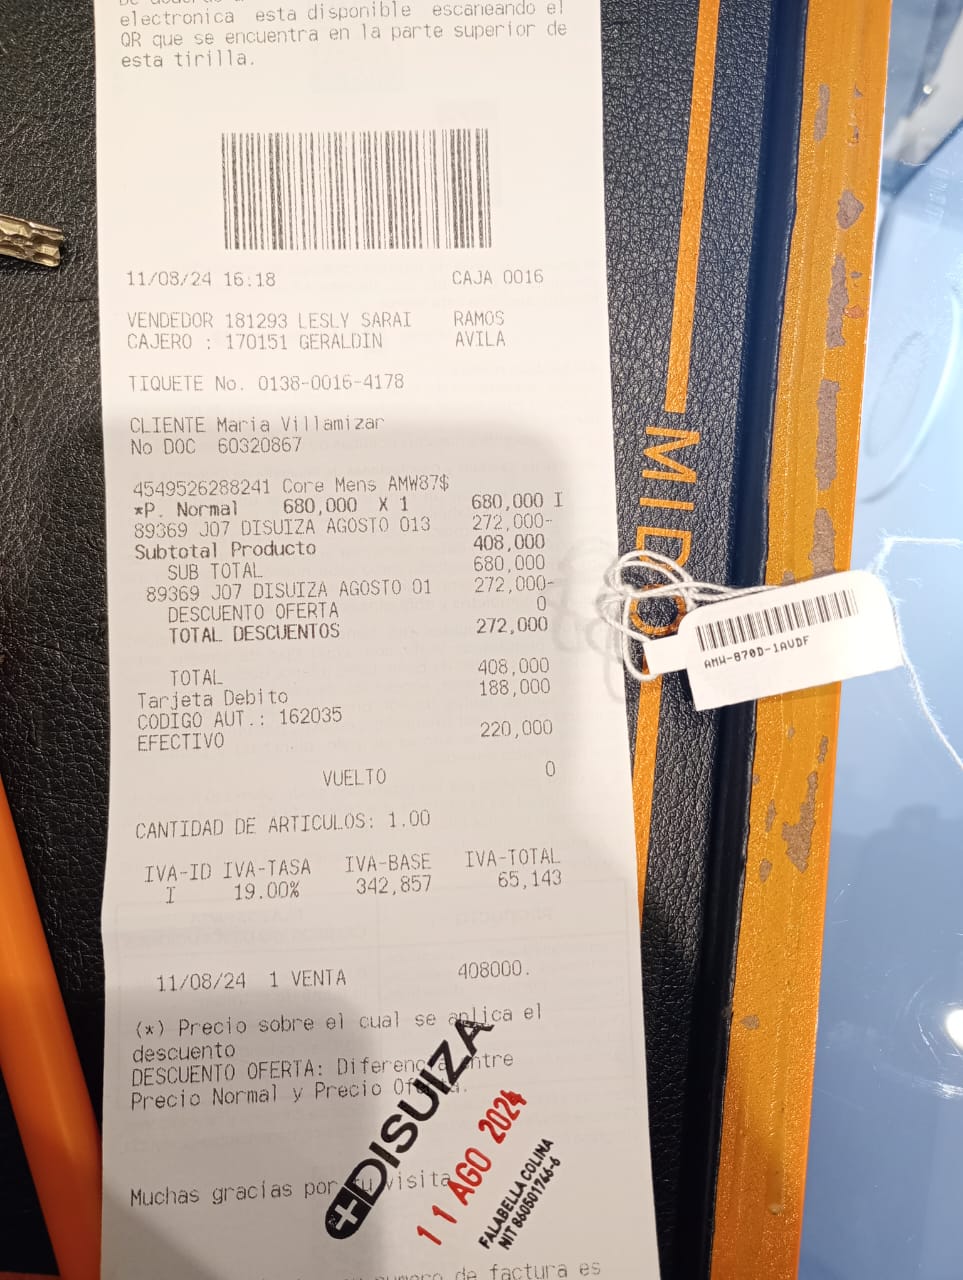 electronica esta disponible escaneando el
QR que se encuentra en la parte superior de
esta tirilla.
11/08/24 16:18 CAJA 0016
VENDEDOR 181293 LESLY SARAI RAMOS
CAJERO : 170151 GERALDIN AVILA
TIQUETE No. 0138-0016-4178
CLIENTE Maria Villamizar
No DOC 60320867
4549526288241 Core Mens AMW87$
*P. Normal 680,000 X 1 680,000 I
89369 J07 DISUIZA AGOSTO 013 272,000-
Subtotal Producto 408,000
SUB TOTAL 680,000
89369 J07 DISUIZA AGOSTO 01 272,000-
DESCUENTO OFERTA 0
TOTAL DESCUENTOS 272,000
TOTAL 408,000
Tarjeta Debito 188,000
CODIGO AUT.: 162035
EFECTIVO 220,000
VUELTO 0
CANTIDAD DE ARTICULOS: 1.00
IVA-ID IVA-TASA IVA-BASE IVA-TOTAL
I 19.00% 342,857 65,143
11/08/24 1 VENTA 408000.
(*) Precio sobre el cual se aplica el
descuento
DESCUENTO OFERTA: Diferencia entre
Precio Normal y Precio Oferta.
Muchas gracias por su visita
DISUIZA
11 AGO 2024
FALABELLA COLINA
NIT 860501746-6
numero de factura es
MIDO
AMW-870D-1AVDF